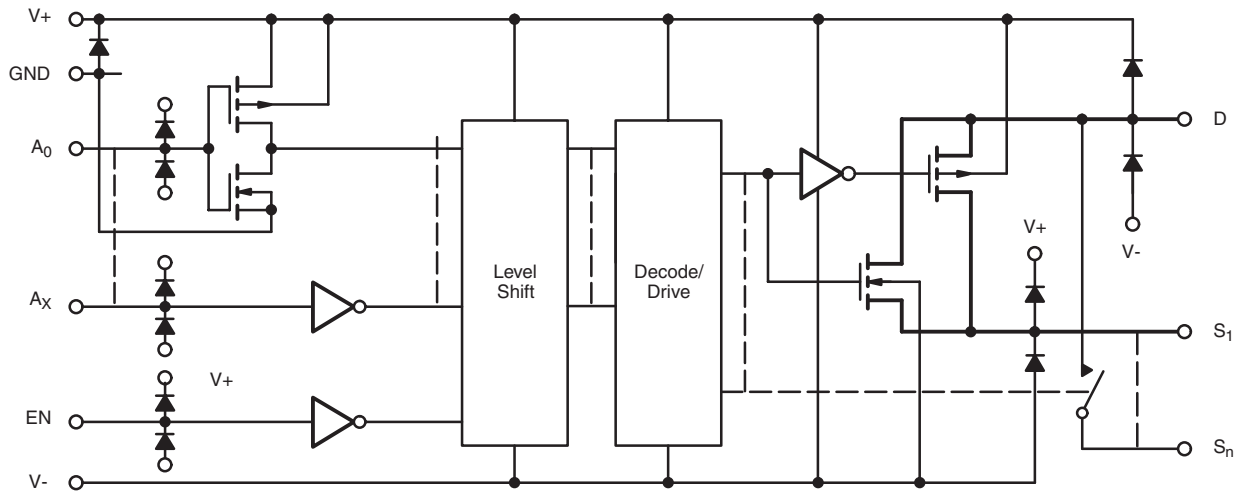 V+
GND
A0
AX
EN
V-
V+
Level
Shift
Decode/
Drive
V+
D
V-
S1
Sn